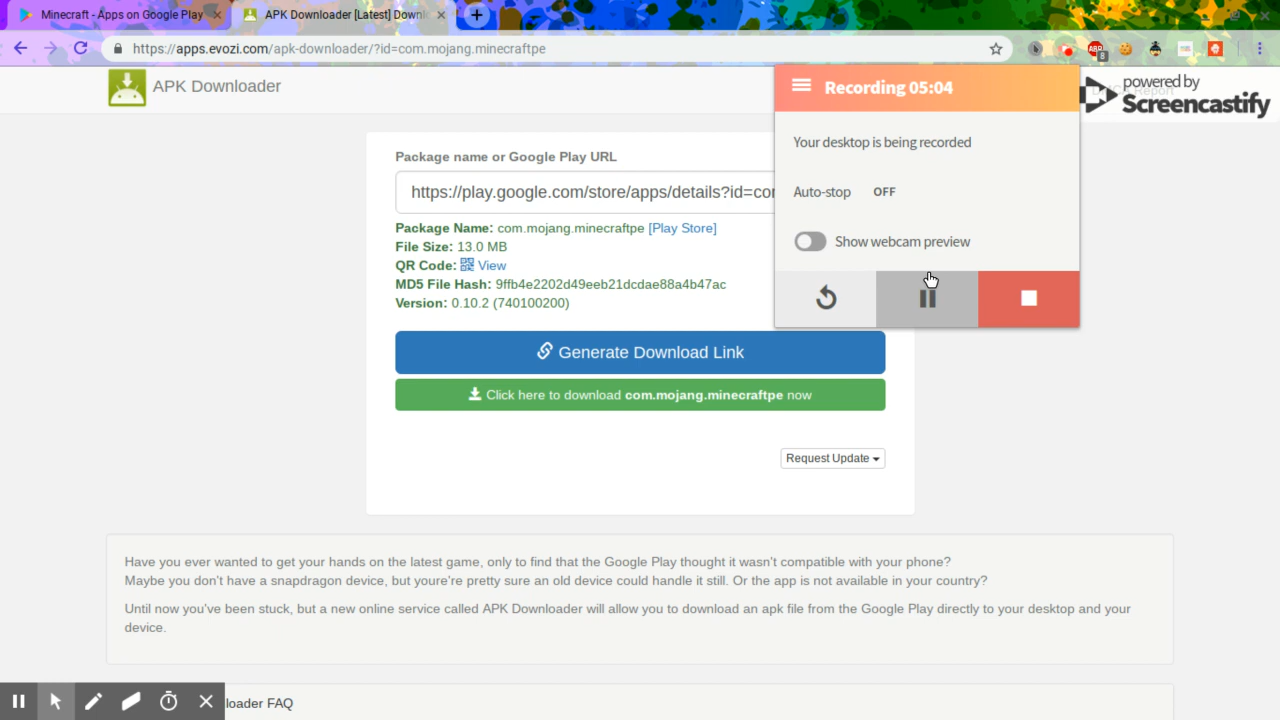 Minecraft - Apps on Google Play
APK Downloader [Latest] Downl
https://apps.evozi.com/apk-downloader/?id=com.mojang.minecraftpe
ABP
8
APK Downloader
Report
Recording 05:04
powered by
Screencastify
Your desktop is being recorded
Auto-stop OFF
Show webcam preview
Package name or Google Play URL
https://play.google.com/store/apps/details?id=cor
Package Name: com.mojang.minecraftpe [Play Store]
File Size: 13.0 MB
QR Code: View
MD5 File Hash: 9ffb4e2202d49eeb21dcdae88a4b47ac
Version: 0.10.2 (740100200)
Generate Download Link
Click here to download com.mojang.minecraftpe now
Request Update
Have you ever wanted to get your hands on the latest game, only to find that the Google Play thought it wasn't compatible with your phone?
Maybe you don't have a snapdragon device, but youre're pretty sure an old device could handle it still. Or the app is not available in your country?
Until now you've been stuck, but a new online service called APK Downloader will allow you to download an apk file from the Google Play directly to your desktop and your
device.
loader FAQ